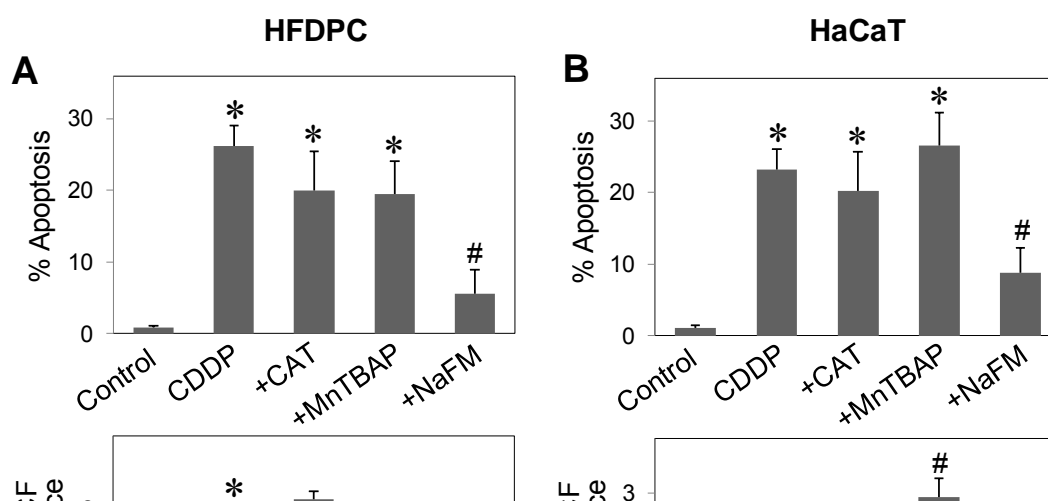 HFDPC
HaCaT
A
B
% Apoptosis
30
20
10
0
*
*
*
#
Control
CDDP
+CAT
+MnTBAP
+NaFM
% Apoptosis
30
20
10
0
*
*
*
#
Control
CDDP
+CAT
+MnTBAP
+NaFM
*
3
#